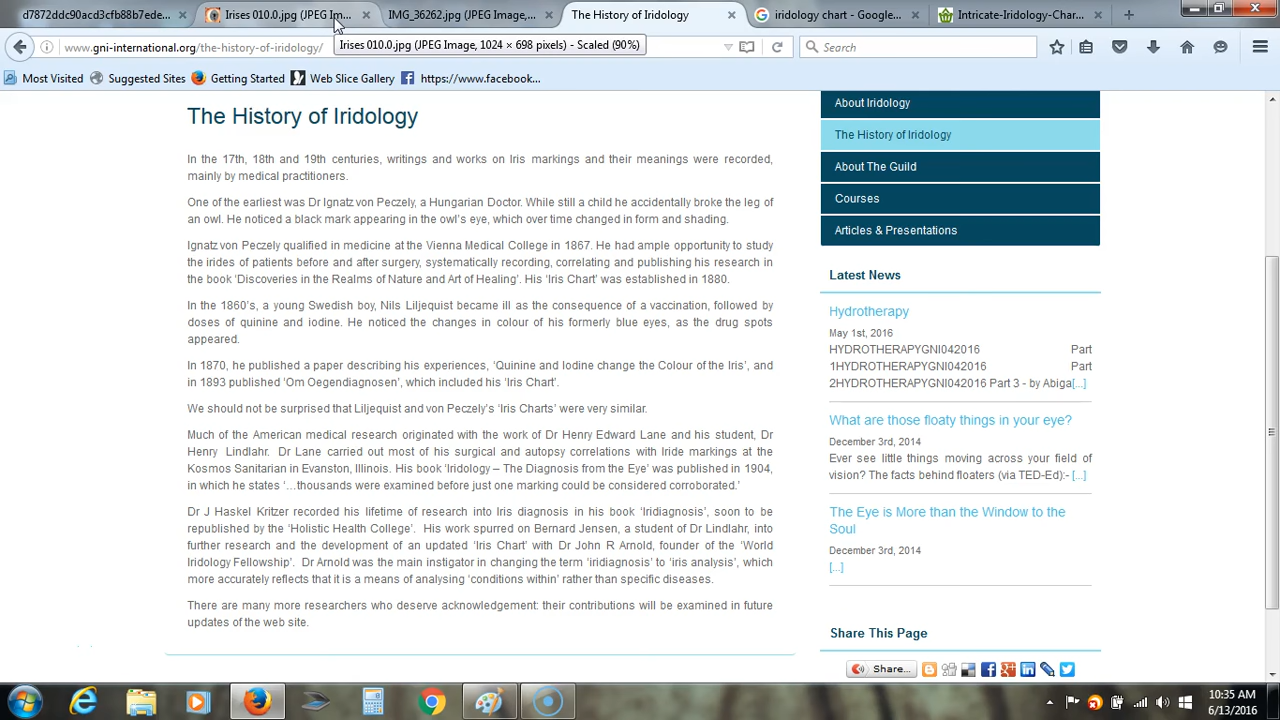 d7872ddc90acd3cfb88b7ede...
Irises 010.0.jpg (JPEG Im...
IMG_36262.jpg (JPEG Image,...
The History of Iridology
iridology chart - Google...
Intricate-Iridology-Char...
www.gni-international.org/the-history-of-iridology/
Irises 010.0.jpg (JPEG Image, 1024 × 698 pixels) - Scaled (90%)
Search
Most Visited
Suggested Sites
Getting Started
Web Slice Gallery
https://www.facebook...
The History of Iridology
In the 17th, 18th and 19th centuries, writings and works on Iris markings and their meanings were recorded,
mainly by medical practitioners.
One of the earliest was Dr Ignatz von Peczely, a Hungarian Doctor. While still a child he accidentally broke the leg of
an owl. He noticed a black mark appearing in the owl's eye, which over time changed in form and shading.
Ignatz von Peczely qualified in medicine at the Vienna Medical College in 1867. He had ample opportunity to study
the irides of patients before and after surgery, systematically recording, correlating and publishing his research in
the book ‘Discoveries in the Realms of Nature and Art of Healing’. His ‘Iris Chart’ was established in 1880.
In the 1860's, a young Swedish boy, Nils Liljequist became ill as the consequence of a vaccination, followed by
doses of quinine and iodine. He noticed the changes in colour of his formerly blue eyes, as the drug spots
appeared.
In 1870, he published a paper describing his experiences, ‘Quinine and Iodine change the Colour of the Iris’, and
in 1893 published ‘Om Oegendiagnosen’, which included his ‘Iris Chart’.
We should not be surprised that Liljequist and von Peczely's ‘Iris Charts’ were very similar.
Much of the American medical research originated with the work of Dr Henry Edward Lane and his student, Dr
Henry Lindlahr. Dr Lane carried out most of his surgical and autopsy correlations with Iride markings at the
Kosmos Sanitarian in Evanston, Illinois. His book ‘Iridology – The Diagnosis from the Eye’ was published in 1904,
in which he states ‘…thousands were examined before just one marking could be considered corroborated.’
Dr J Haskel Kritzer recorded his lifetime of research into Iris diagnosis in his book ‘Iridiagnosis’, soon to be
republished by the ‘Holistic Health College’. His work spurred on Bernard Jensen, a student of Dr Lindlahr, into
further research and the development of an updated ‘Iris Chart’ with Dr John R Arnold, founder of the ‘World
Iridology Fellowship’. Dr Arnold was the main instigator in changing the term ‘iridiagnosis’ to ‘iris analysis’, which
more accurately reflects that it is a means of analysing ‘conditions within’ rather than specific diseases.
There are many more researchers who deserve acknowledgement: their contributions will be examined in future
updates of the web site.
About Iridology
The History of Iridology
About The Guild
Courses
Articles & Presentations
Latest News
Hydrotherapy
May 1st, 2016
HYDROTHERAPYGNI042016 Part
1HYDROTHERAPYGNI042016 Part
2HYDROTHERAPYGNI042016 Part 3 - by Abiga[...]
What are those floaty things in your eye?
December 3rd, 2014
Ever see little things moving across your field of
vision? The facts behind floaters (via TED-Ed):- [...]
The Eye is More than the Window to the
Soul
December 3rd, 2014
[...]
Share This Page
Share...
10:35 AM
6/13/2016